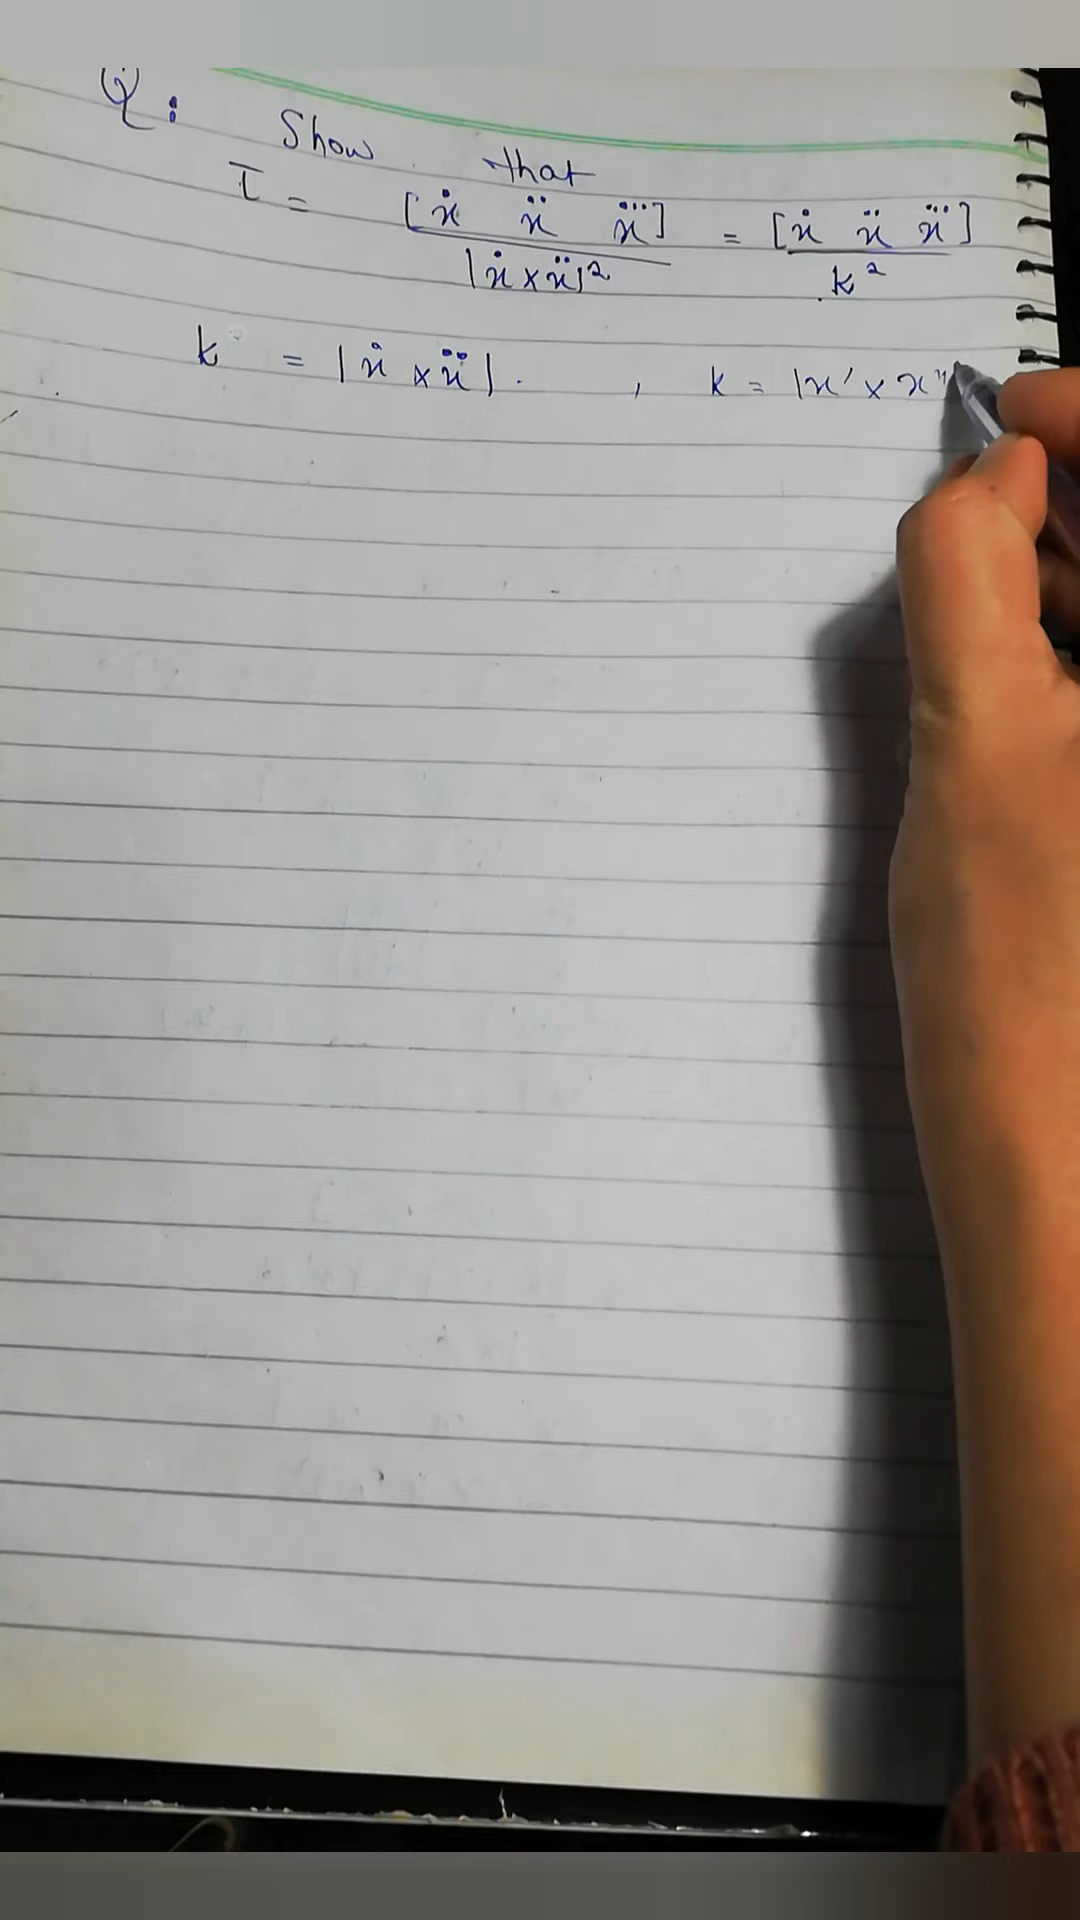 Q: Show that
τ = [ẋ ẍ x⃛] / |ẋ × ẍ|² = [ẋ ẍ x⃛] / k²
k = |ẋ × ẍ| . , k = |x′ × x″|